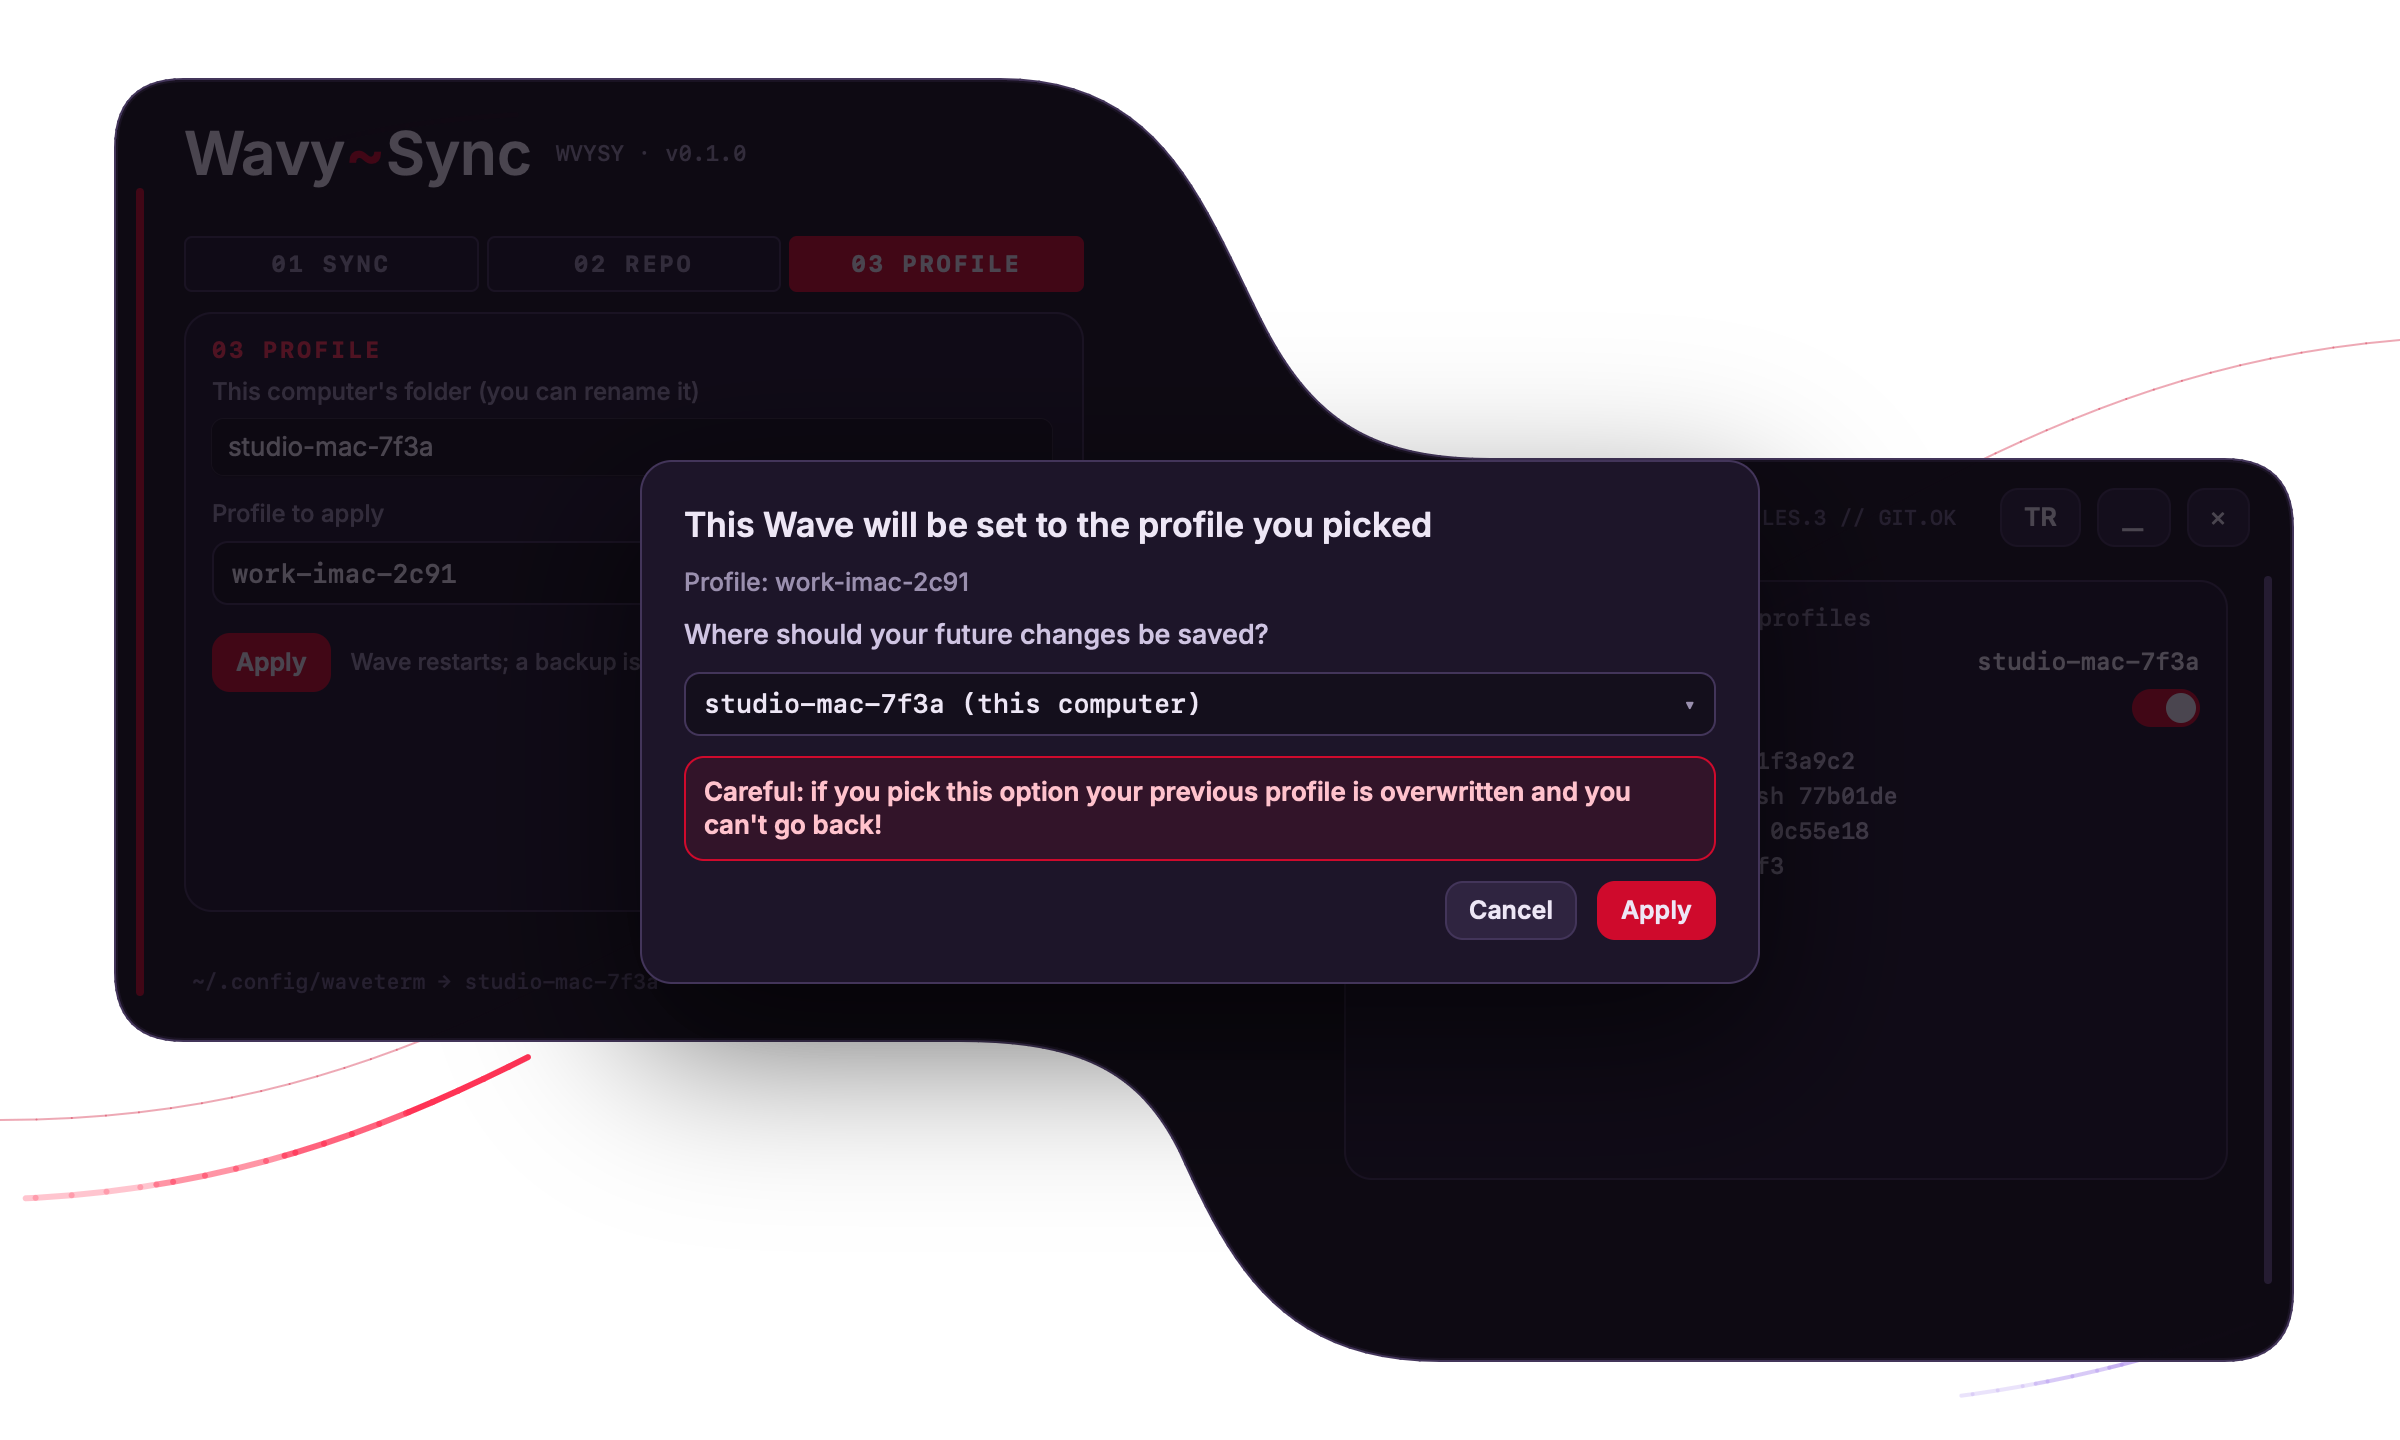 Wavy~Sync WVYSY · v0.1.0
01 SYNC 02 REPO 03 PROFILE
03 PROFILE
This computer's folder (you can rename it)
studio-mac-7f3a
Profile to apply
work-imac-2c91
Apply Wave restarts; a backup is
~/.config/waveterm → studio-mac-7f3a
This Wave will be set to the profile you picked
Profile: work-imac-2c91
Where should your future changes be saved?
studio-mac-7f3a (this computer) ▾
Careful: if you pick this option your previous profile is overwritten and you
can't go back!
Cancel Apply
LES.3 // GIT.OK TR _ ×
profiles
studio-mac-7f3a
1f3a9c2
sh 77b01de
0c55e18
f3